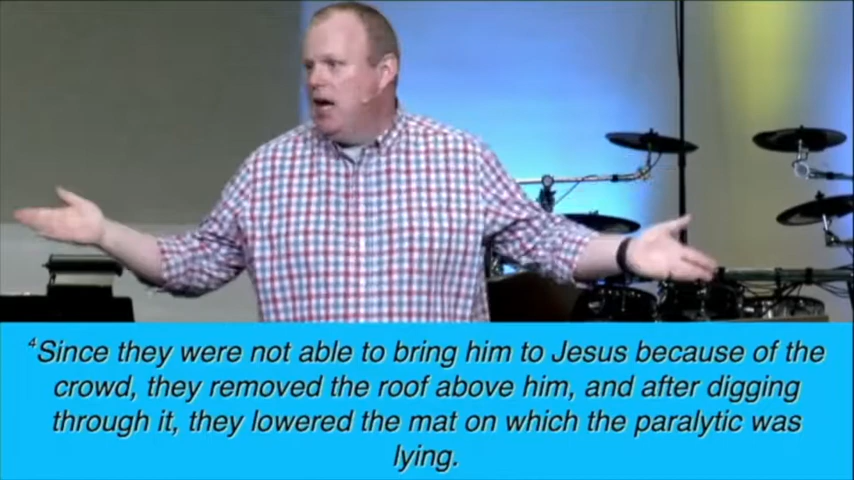 ⁴Since they were not able to bring him to Jesus because of the
crowd, they removed the roof above him, and after digging
through it, they lowered the mat on which the paralytic was
lying.